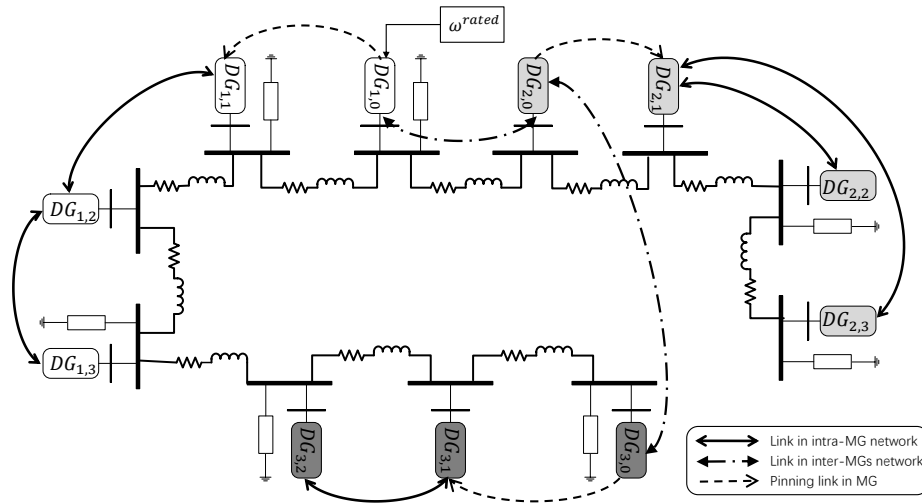 ω^{rated}
DG_{1,1}
DG_{1,0}
DG_{2,0}
DG_{2,1}
DG_{1,2}
DG_{2,2}
DG_{1,3}
DG_{2,3}
DG_{3,2}
DG_{3,1}
DG_{3,0}
Link in intra-MG network
Link in inter-MGs network
Pinning link in MG